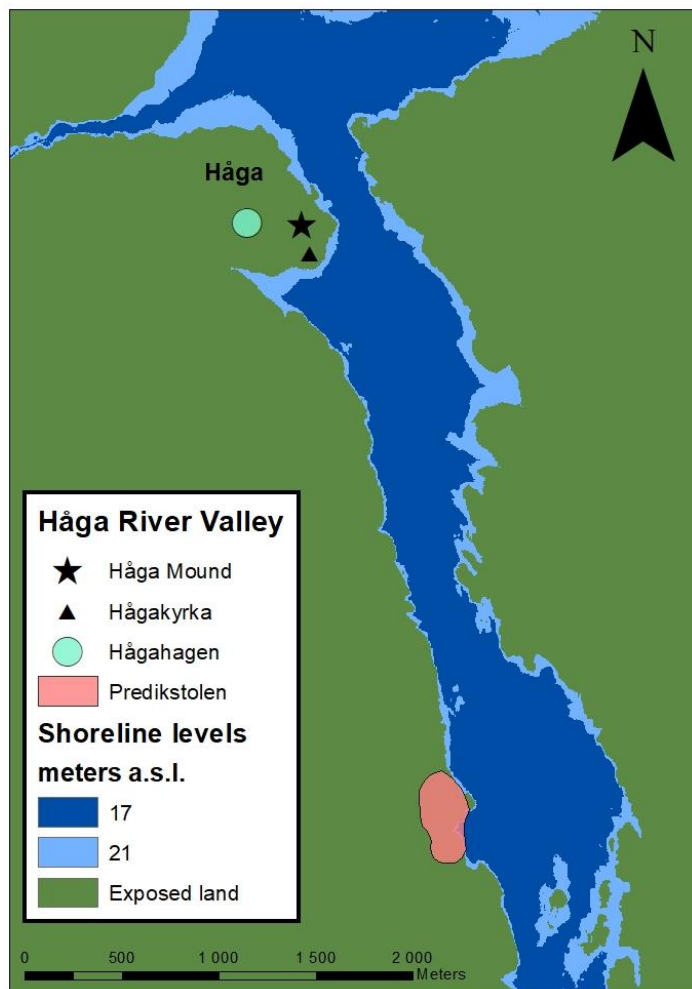 N
Håga
Håga River Valley
Håga Mound
Hågakyrka
Hågahagen
Predikstolen
Shoreline levels
meters a.s.l.
17
21
Exposed land
0 500 1 000 1 500 2 000
Meters